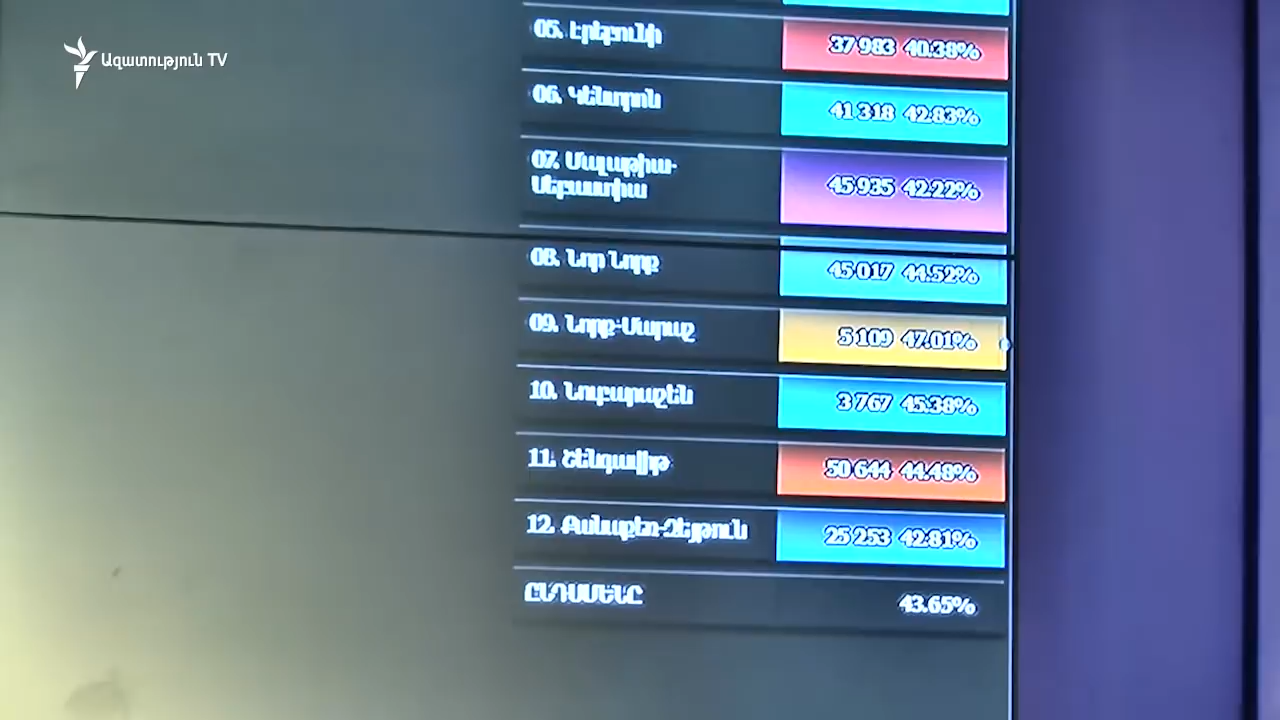 Ազատություն TV
05. Էրեբունի 37 983 40.38%
06. Կենտրոն 41 318 42.83%
07. Մալաթիա-
Սեբաստիա 45 935 42.22%
08. Նոր Նորք 45 017 44.52%
09. Նորք-Մարաշ 5 109 47.01%
10. Նուբարաշեն 3 767 45.38%
11. Շենգավիթ 50 644 44.48%
12. Քանաքեռ-Զեյթուն 25 253 42.81%
ԸՆԴԱՄԵՆԸ 43.65%